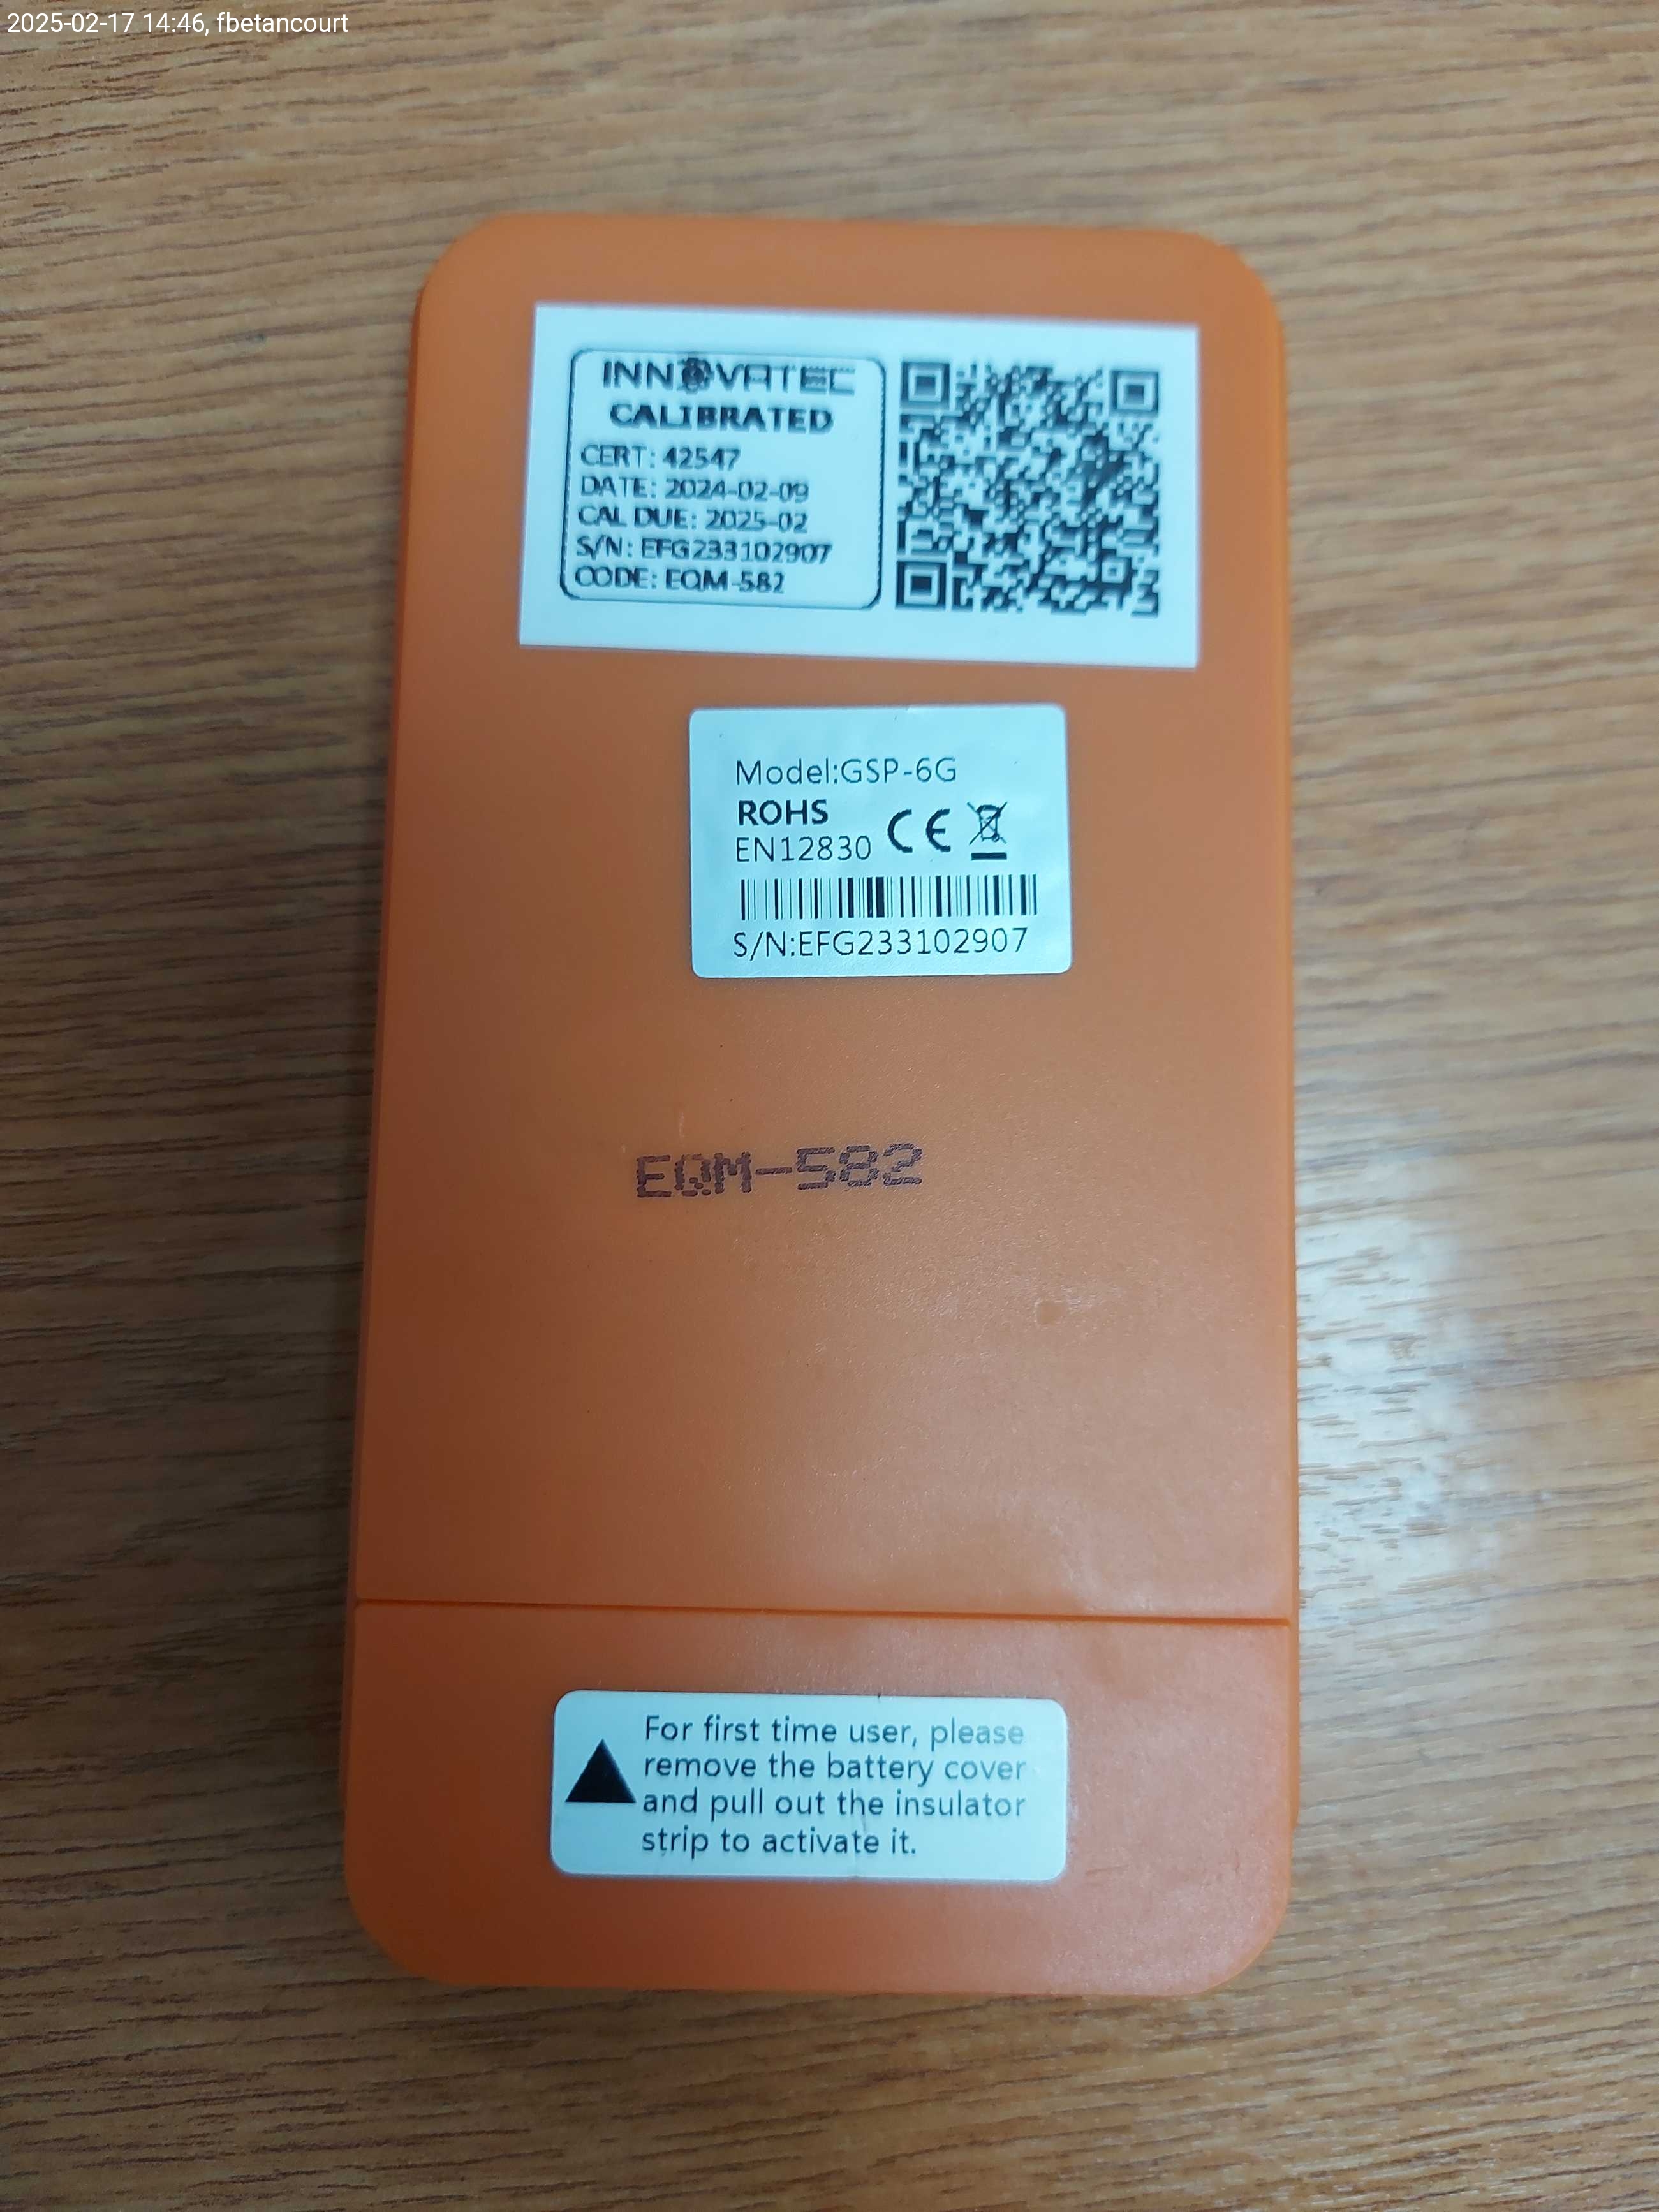 2025-02-17 14:46, fbetancourt
INNOVATEC
CALIBRATED
CERT: 42547
DATE: 2024-02-09
CAL DUE: 2025-02
S/N: EFG233102907
CODE: EQM-582
Model:GSP-6G
ROHS
EN12830 CE
S/N:EFG233102907
EQM-582
For first time user, please
remove the battery cover
and pull out the insulator
strip to activate it.